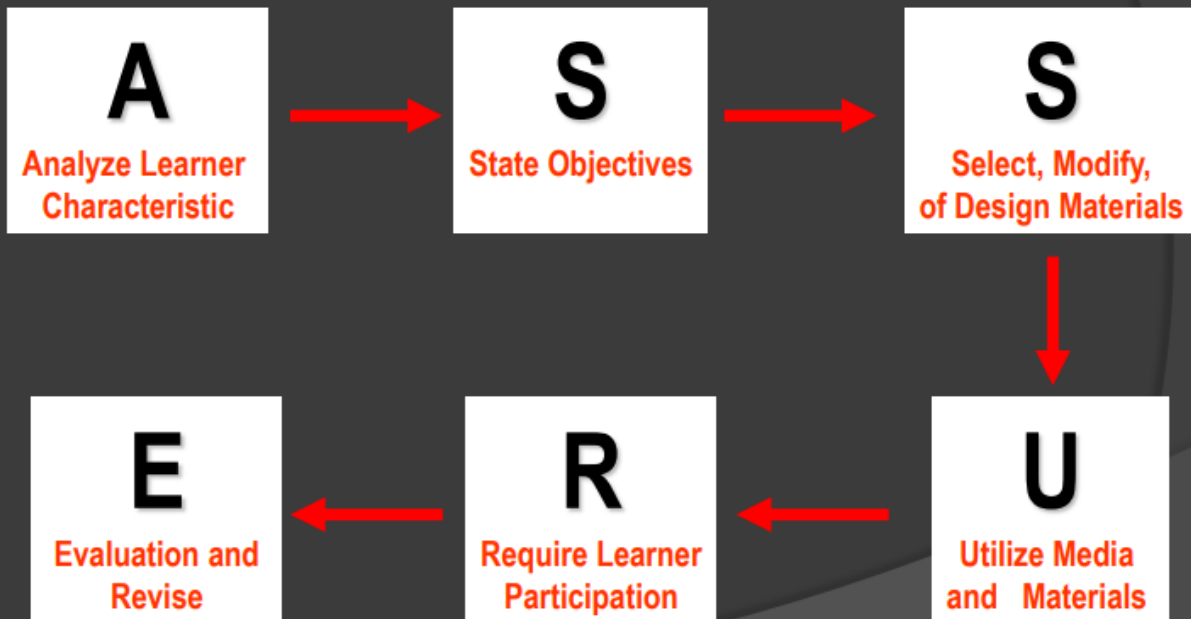 A
Analyze Learner
Characteristic
S
State Objectives
S
Select, Modify,
of Design Materials
U
Utilize Media
and Materials
R
Require Learner
Participation
E
Evaluation and
Revise